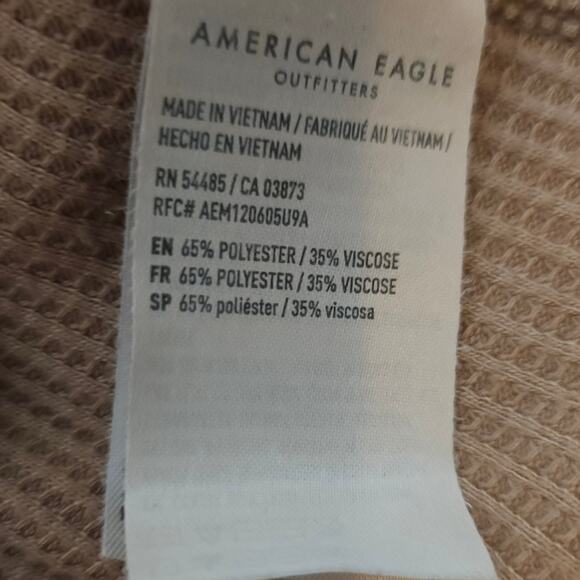 AMERICAN EAGLE
OUTFITTERS
MADE IN VIETNAM / FABRIQUÉ AU VIETNAM /
HECHO EN VIETNAM
RN 54485 / CA 03873
RFC# AEM120605U9A
EN 65% POLYESTER / 35% VISCOSE
FR 65% POLYESTER / 35% VISCOSE
SP 65% poliéster / 35% viscosa